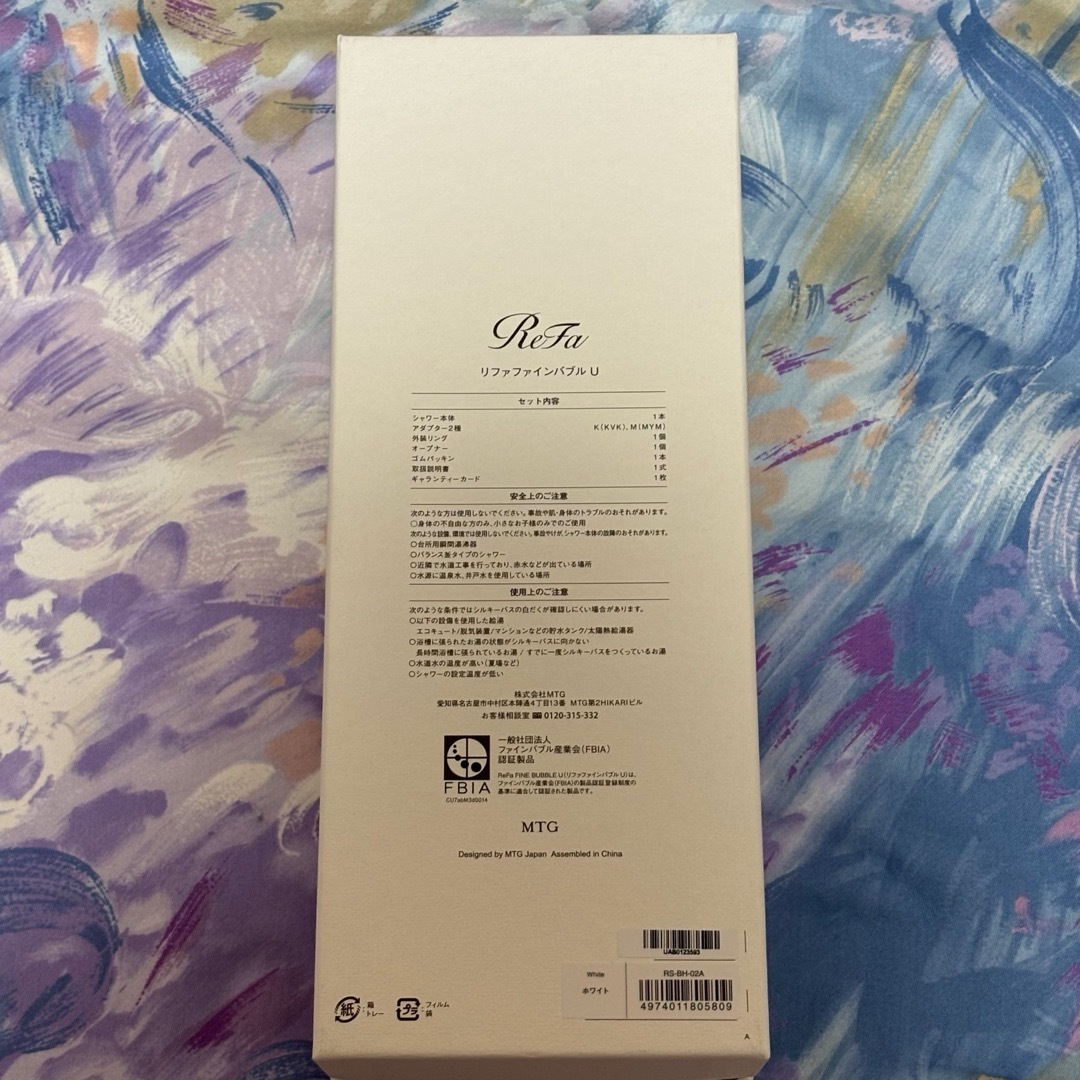 ReFa
リファファインバブル U
セット内容
シャワー本体 1本
アダプター2種 K(KVK)、M(MYM)
外装リング 1個
オープナー 1個
ゴムパッキン 1本
取扱説明書 1式
ギャランティーカード 1枚
安全上のご注意
次のような方は使用しないでください。事故や肌・身体のトラブルのおそれがあります。
○身体の不自由な方のみ、小さなお子様のみでのご使用
次のような設備、環境では使用しないでください。事故やけが、シャワー本体の故障のおそれがあります。
○台所用瞬間湯沸器
○バランス釜タイプのシャワー
○近隣で水道工事を行っており、赤水などが出ている場所
○水源に温泉水、井戸水を使用している場所
使用上のご注意
次のような条件ではシルキーバスの白だくが確認しにくい場合があります。
○以下の設備を使用した給湯
エコキュート/脱気装置/マンションなどの貯水タンク/太陽熱給湯器
○浴槽に張られたお湯の状態がシルキーバスに向かない
長時間浴槽に張られているお湯 / すでに一度シルキーバスをつくっているお湯
○水道水の温度が高い(夏場など)
○シャワーの設定温度が低い
株式会社MTG
愛知県名古屋市中村区本陣通4丁目13番 MTG第2HIKARIビル
お客様相談室 0120-315-332
一般社団法人
ファインバブル産業会(FBIA)
認証製品
FBIA
CU7abM3d0014
ReFa FINE BUBBLE U(リファファインバブル U)は、
ファインバブル産業会(FBIA)の製品認証登録制度の
基準に適合して認証された製品です。
MTG
Designed by MTG Japan Assembled in China
UAB0123593
White
ホワイト
RS-BH-02A
4974011805809
紙
箱
トレー
プラ
フィルム
袋
A